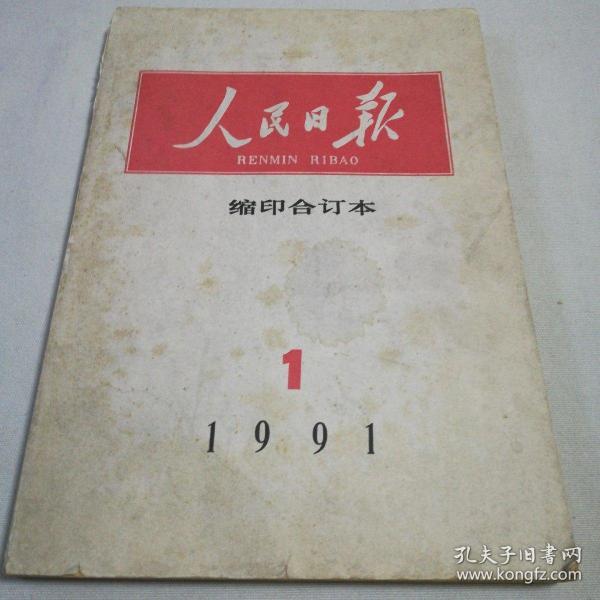 人民日报
RENMIN RIBAO
缩印合订本
1
1991
孔夫子旧書网
www.kongfz.com